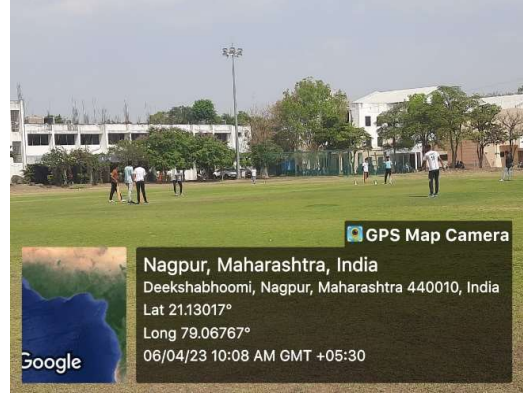 GPS Map Camera
Nagpur, Maharashtra, India
Deekshabhoomi, Nagpur, Maharashtra 440010, India
Lat 21.13017°
Long 79.06767°
06/04/23 10:08 AM GMT +05:30
Google